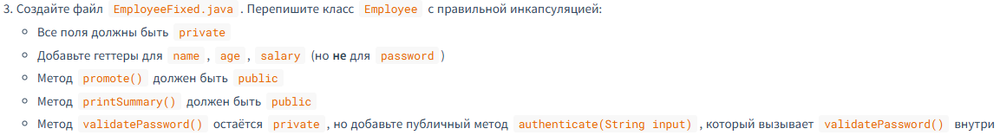 3. Создайте файл EmployeeFixed.java . Перепишите класс Employee с правильной инкапсуляцией:
Все поля должны быть private
Добавьте геттеры для name , age , salary (но не для password )
Метод promote() должен быть public
Метод printSummary() должен быть public
Метод validatePassword() остаётся private , но добавьте публичный метод authenticate(String input) , который вызывает validatePassword() внутри